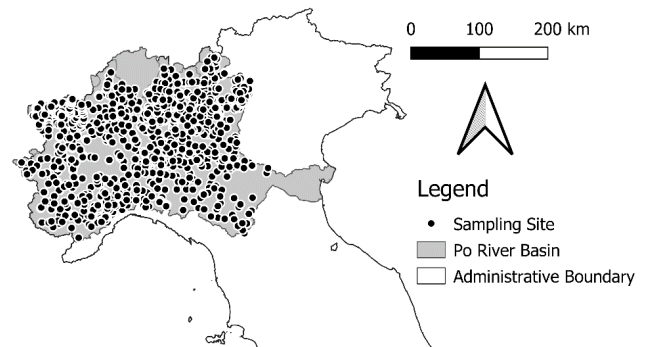 0 100 200 km
Legend
Sampling Site
Po River Basin
Administrative Boundary